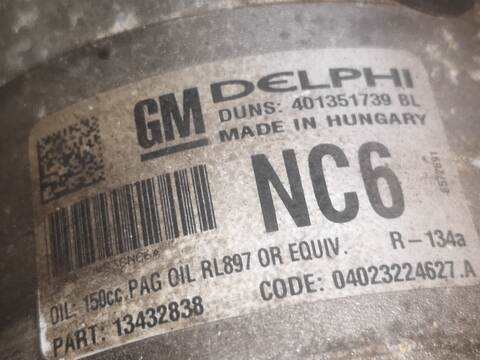 GM DELPHI
DUNS: 401351739 BL
MADE IN HUNGARY
NC6
R-134a
OIL: 150cc PAG OIL RL897 OR EQUIV.
CODE: 04023224627.A
PART: 13432838